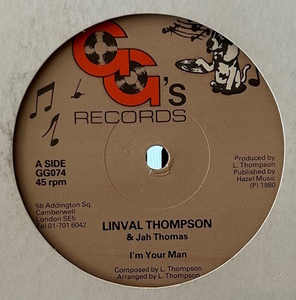 GG's
RECORDS
A SIDE
GG074
45 rpm
Produced by
L. Thompson
Published by
Hazel Music
(P) 1980
5b Addington Sq.
Camberwell
London SE5
Tel 01-701 6042
LINVAL THOMPSON
& Jah Thomas
I'm Your Man
Composed by L. Thompson
Arranged by L. Thompson